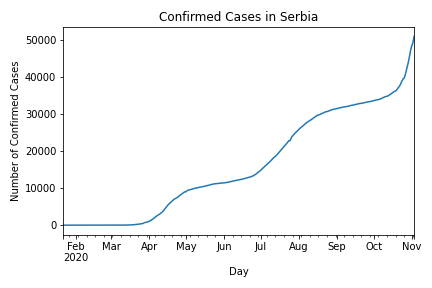 Confirmed Cases in Serbia
50000
40000
30000
20000
10000
0
Number of Confirmed Cases
Feb Mar Apr May Jun Jul Aug Sep Oct Nov
2020
Day